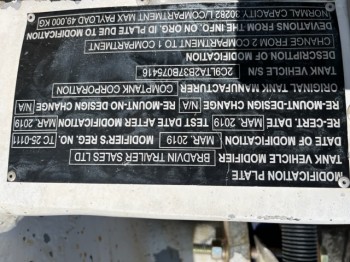 MODIFICATION PLATE
TANK VEHICLE MODIFIER BRADVIN TRAILER SALES LTD
DATE OF MODIFICATION MAR. 2019 MODIFIER'S REG. NO. TC 25-0111
RE-CERT. DATE MAR. 2019 TEST DATE AFTER MODIFICATION MAR. 2019
RE-MOUNT-DESIGN CHANGE N/A RE-MOUNT-NO DESIGN CHANGE N/A
ORIGINAL TANK MANUFACTURER COMPTANK CORPORATION
TANK VEHICLE S/N 2C9LTA2B37B075416
DESCRIPTION OF MODIFICATION
CHANGE FROM 2 COMPARTMENT TO 1 COMPARTMENT
DEVIATIONS FROM THE INFO. ON ORG. ID PLATE DUE TO MODIFICATION
NORMAL CAPACITY 30282 L/COMPARTMENT MAX PAYLOAD 49,000 KG